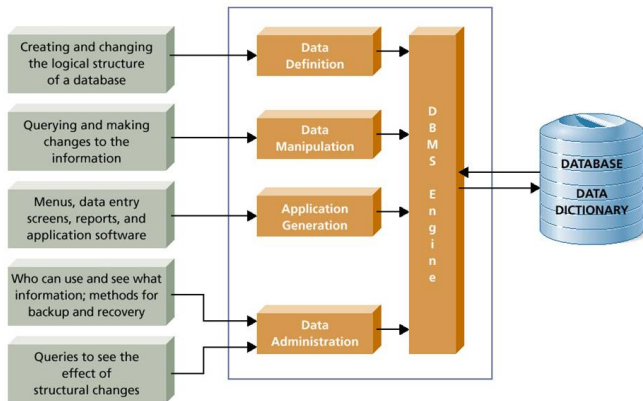 Creating and changing
the logical structure
of a database
Data
Definition
Querying and making
changes to the
information
Data
Manipulation
Menus, data entry
screens, reports, and
application software
Application
Generation
Who can use and see what
information; methods for
backup and recovery
Queries to see the
effect of
structural changes
Data
Administration
DBMS Engine
DATABASE
DATA
DICTIONARY